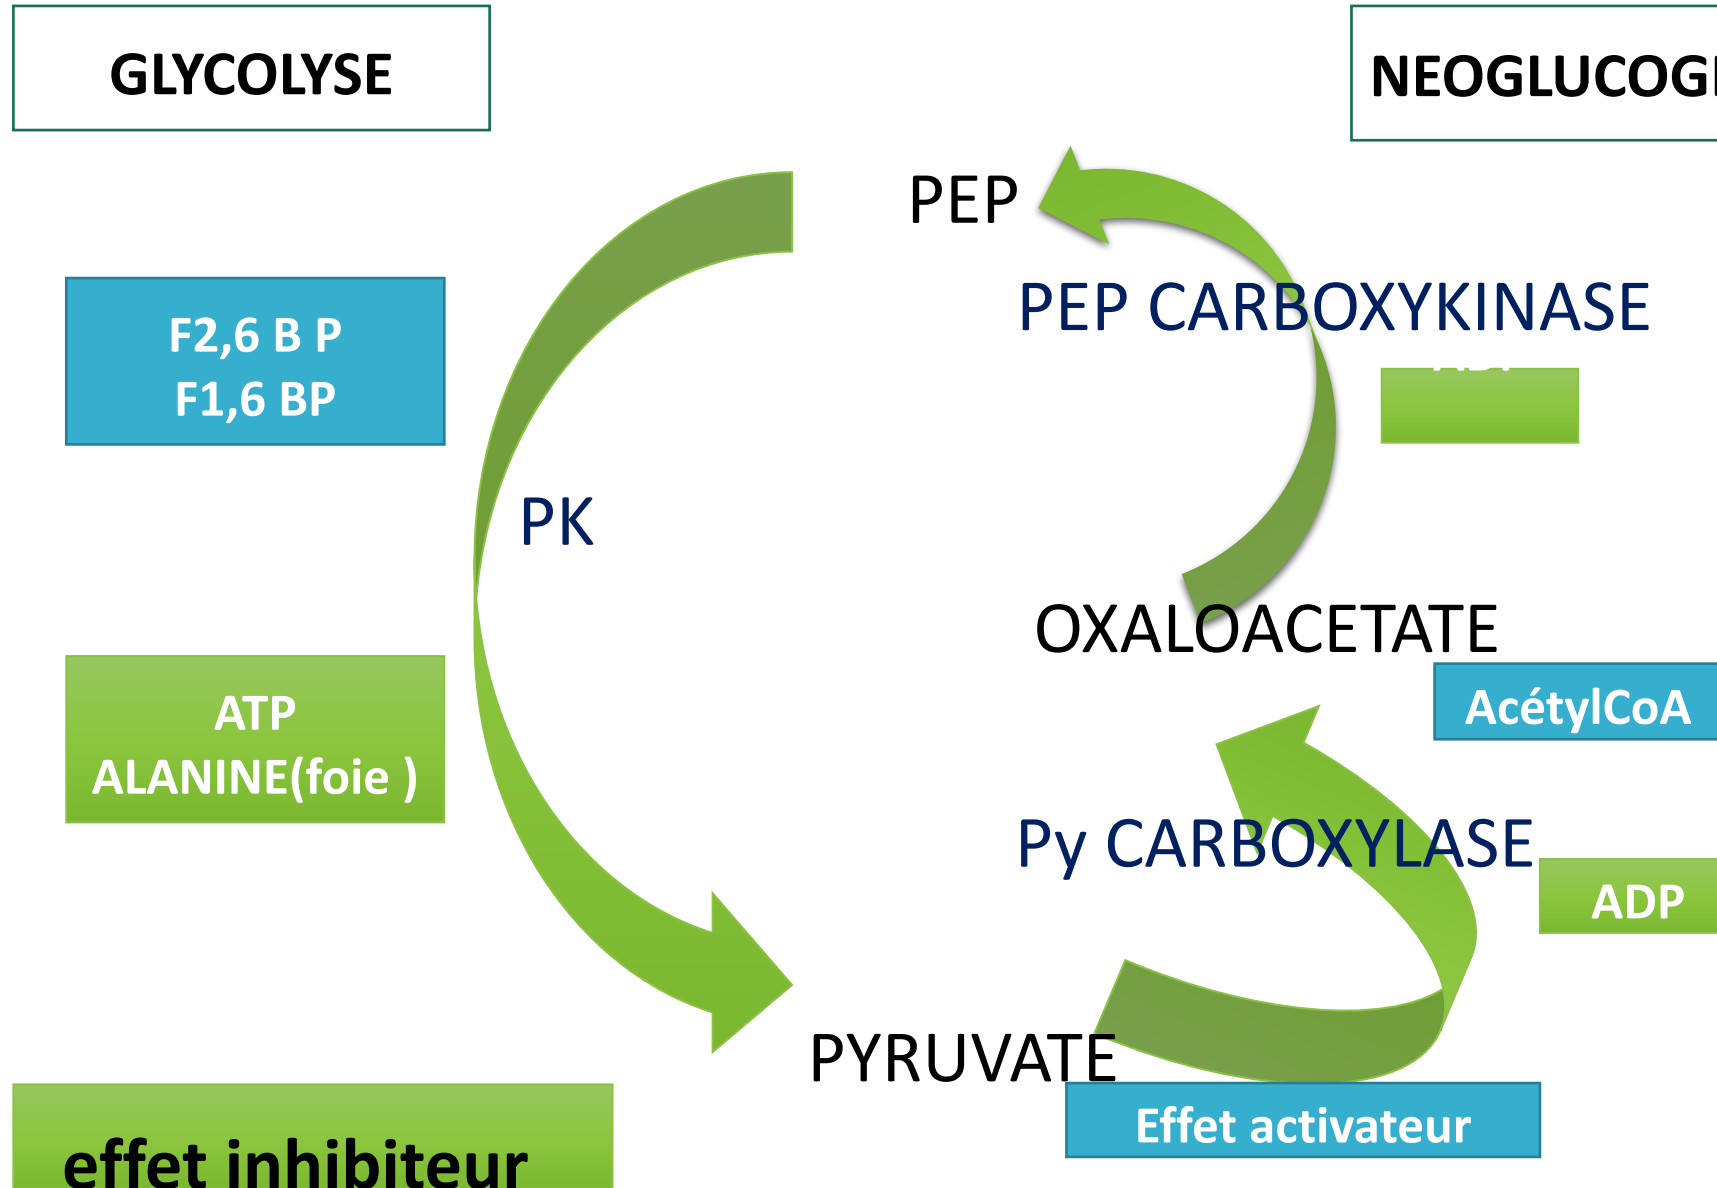 GLYCOLYSE
NEOGLUCOGE
PEP
PEP CARBOXYKINASE
F2,6 B P
F1,6 BP
PK
OXALOACETATE
AcétylCoA
ATP
ALANINE(foie )
Py CARBOXYLASE
ADP
PYRUVATE
Effet activateur
effet inhibiteur